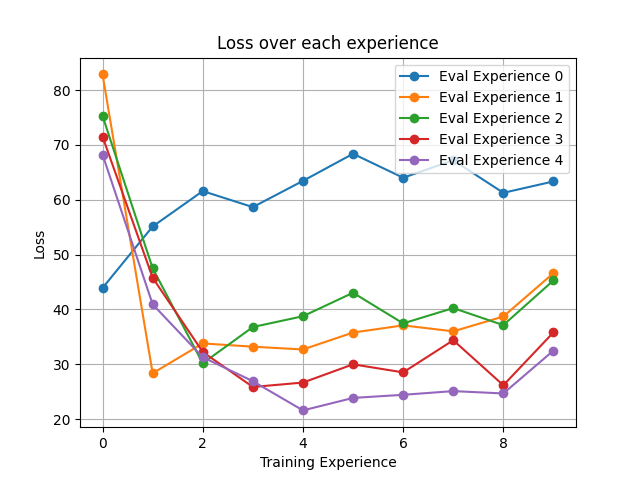 Loss over each experience
Eval Experience 0
Eval Experience 1
Eval Experience 2
Eval Experience 3
Eval Experience 4
80
70
60
50
40
30
20
Loss
0 2 4 6 8
Training Experience